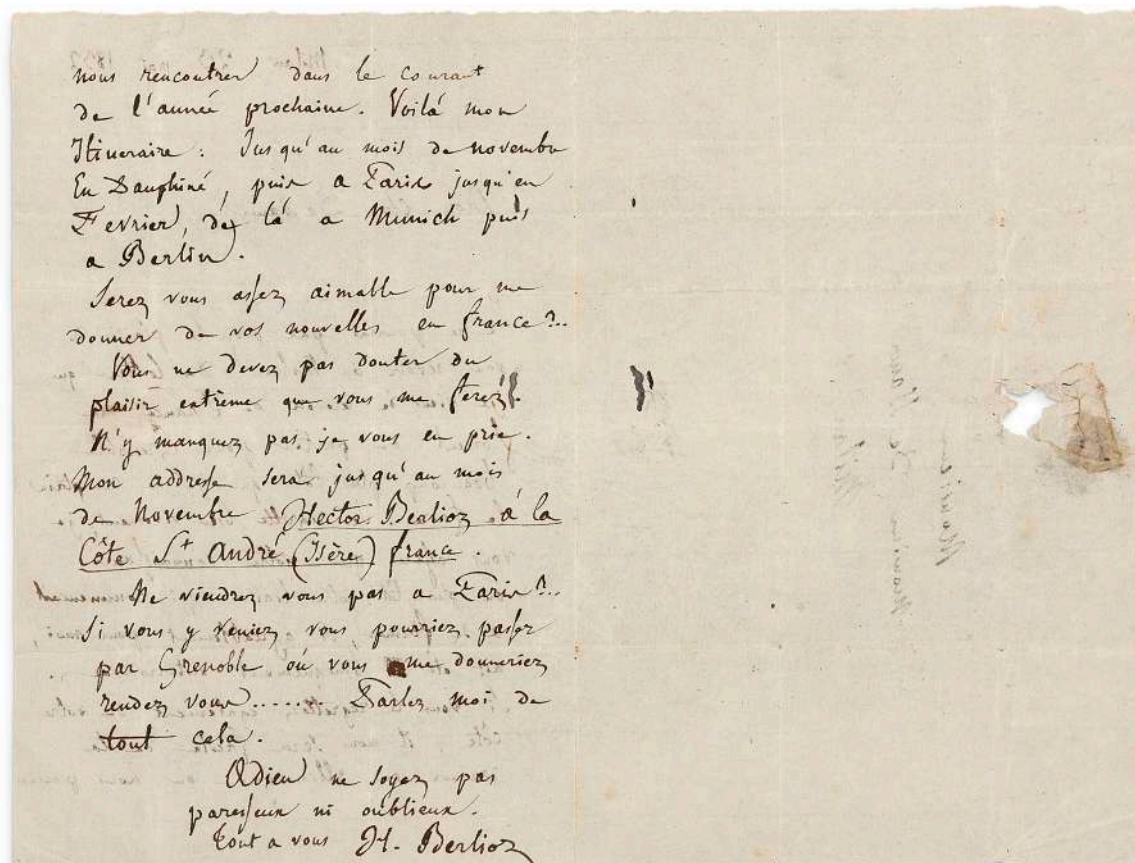 nous rencontrer dans le courant
de l'année prochaine. Voilà mon
Itineraire : Jusqu'au mois de novembre
En Dauphiné, puis a Paris jusqu'en
Fevrier, de là a Munich puis
a Berlin.
Serez vous assez aimable pour me
donner de vos nouvelles en france ?..
Vous ne devez pas douter du
plaisir extrême que vous me ferez.
N'y manquez pas je vous en prie.
Mon addresse sera jusqu'au mois
de Novembre Hector Berlioz à la
Côte St André (Isère) france.
Ne viendrez vous pas a Paris ?..
Si vous y veniez vous pourriez passer
par Grenoble où vous me donneriez
rendez vous....... Parlez moi de
tout cela.
Adieu ne soyez pas
paresseux ni oublieux.
tout a vous H. Berlioz